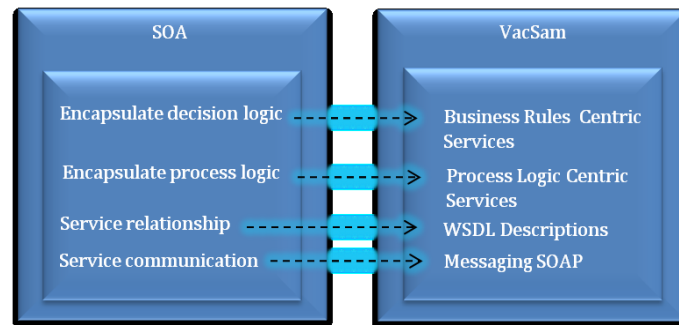 SOA
Encapsulate decision logic
Encapsulate process logic
Service relationship
Service communication
VacSam
Business Rules Centric
Services
Process Logic Centric
Services
WSDL Descriptions
Messaging SOAP